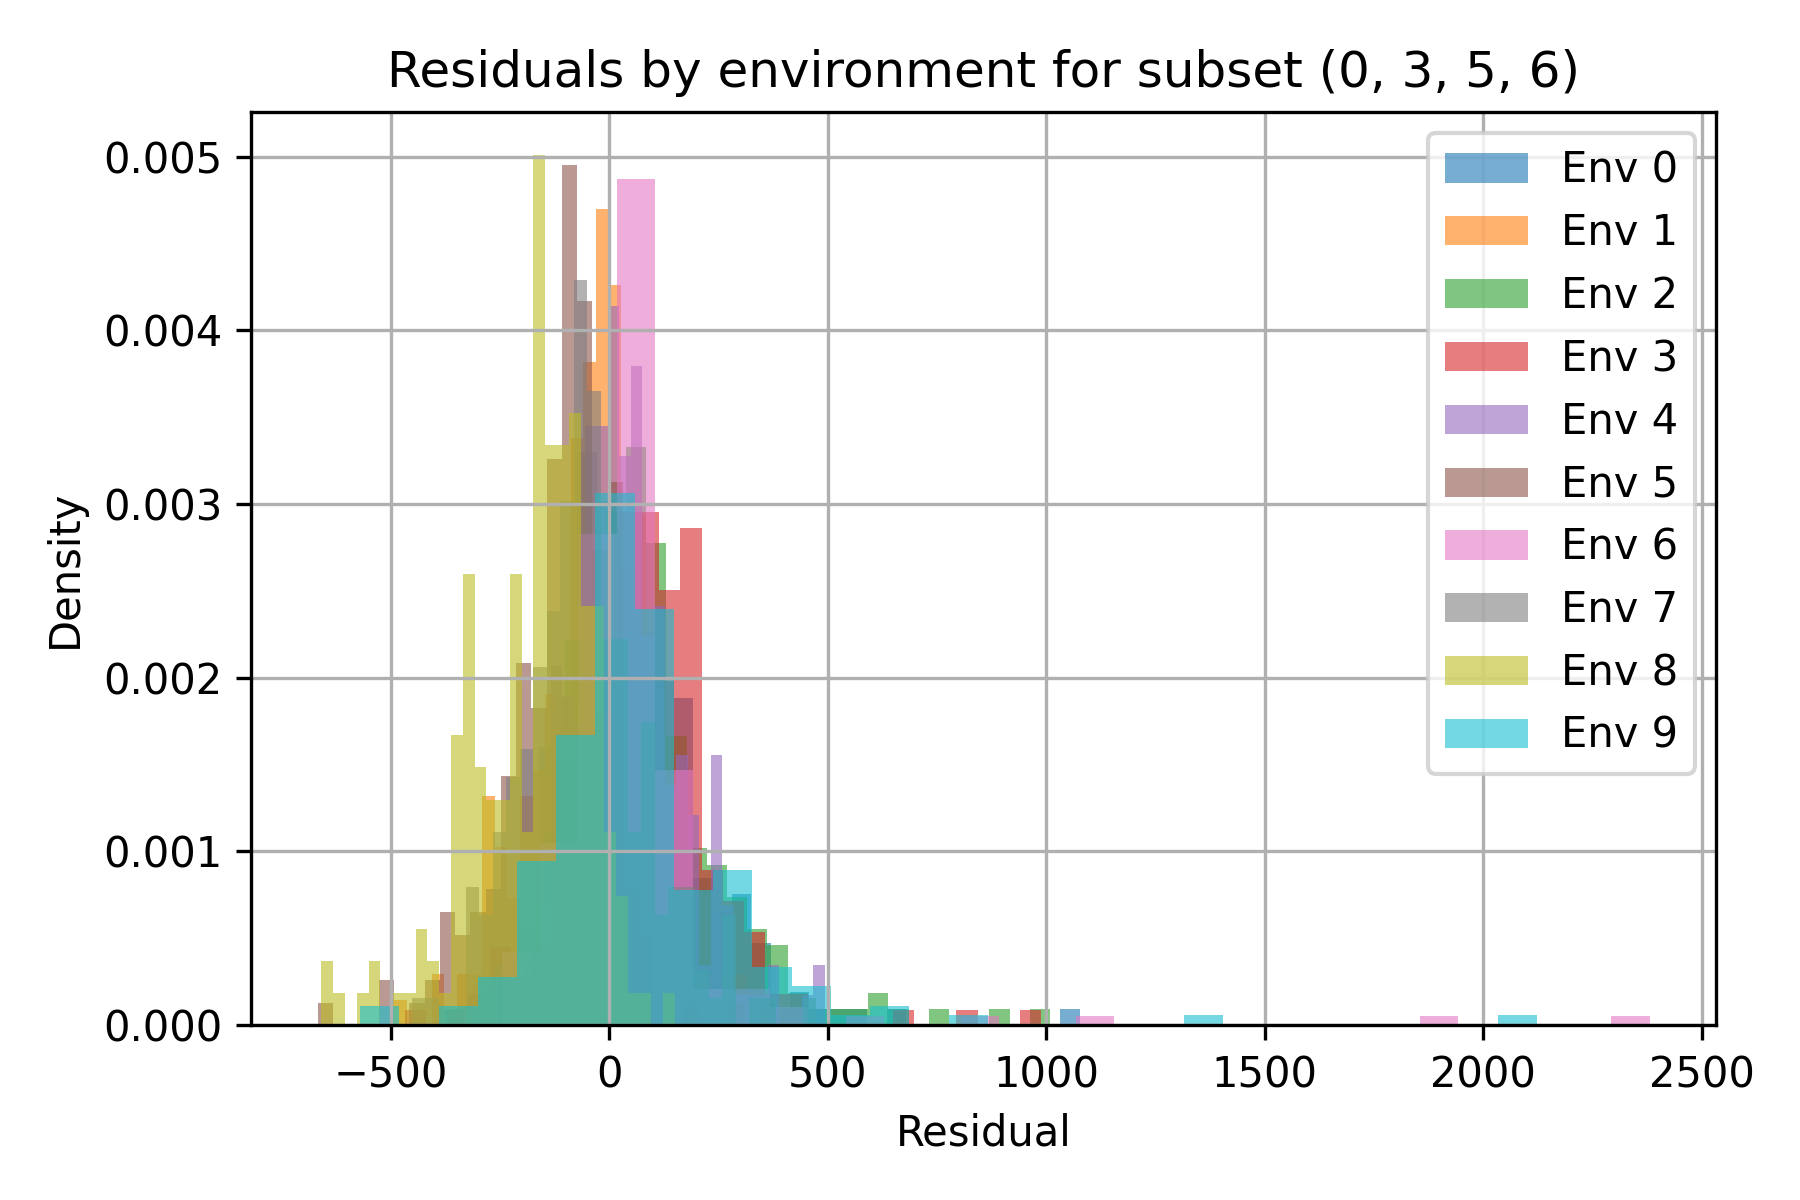 Residuals by environment for subset (0, 3, 5, 6)
Density
0.005
0.004
0.003
0.002
0.001
0.000
−500
0
500
1000
1500
2000
2500
Residual
Env 0
Env 1
Env 2
Env 3
Env 4
Env 5
Env 6
Env 7
Env 8
Env 9